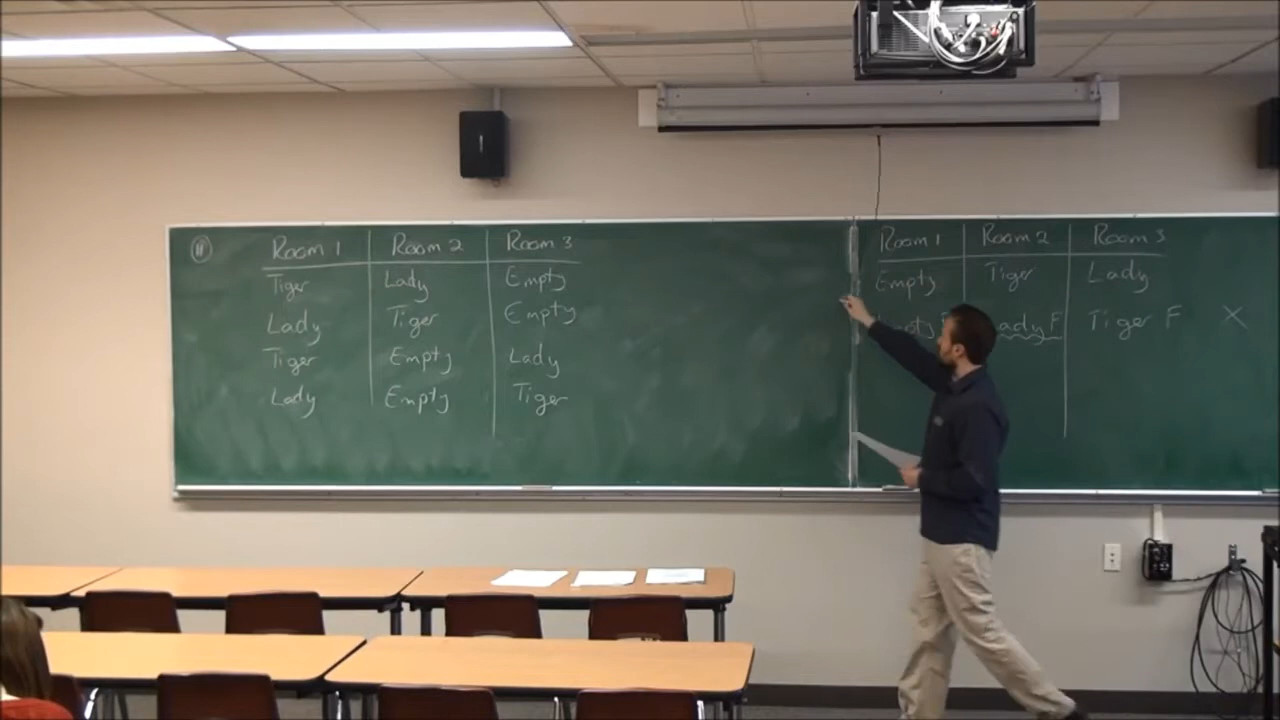 11 Room 1 Room 2 Room 3
Tiger Lady Empty
Lady Tiger Empty
Tiger Empty Lady
Lady Empty Tiger
Room 1 Room 2 Room 3
Empty Tiger Lady
Lady F Tiger F X